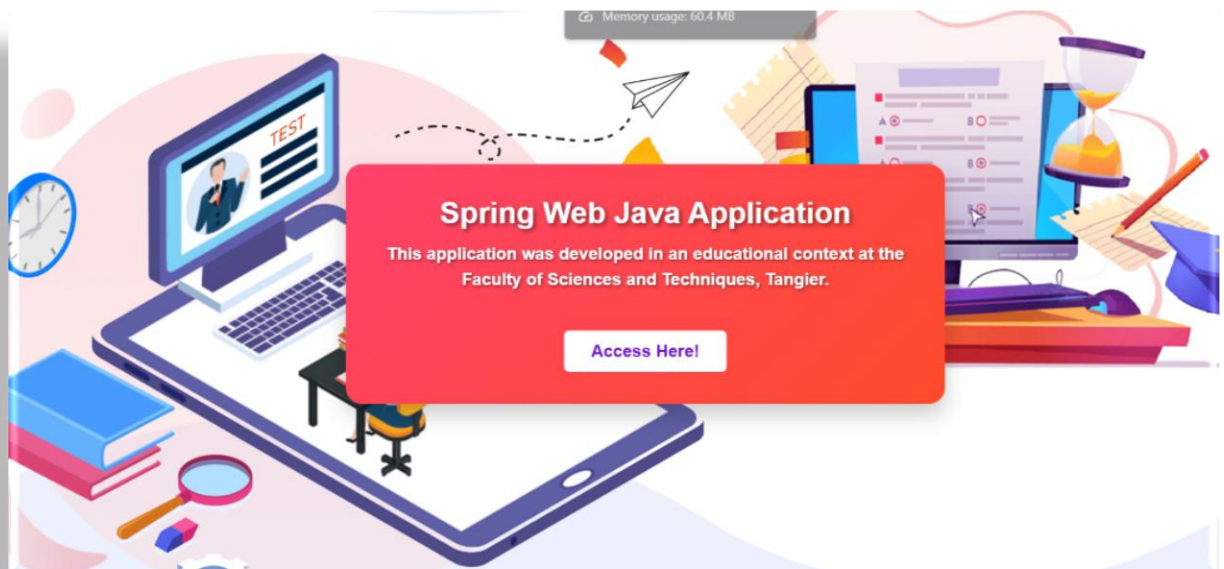 Memory usage: 60.4 MB
TEST
A
B
A
B
B
Spring Web Java Application
This application was developed in an educational context at the
Faculty of Sciences and Techniques, Tangier.
Access Here!